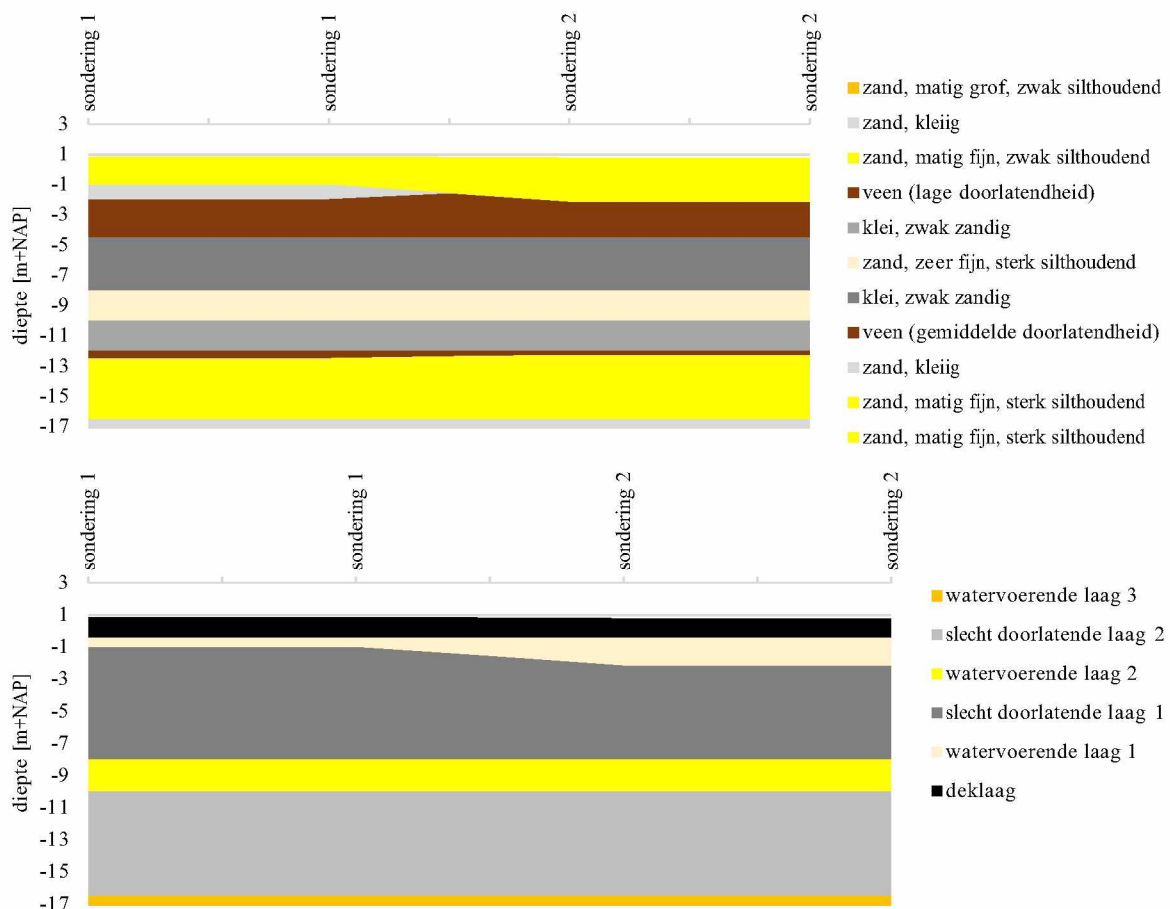 sondering 1
sondering 1
sondering 2
sondering 2
3
1
-1
-3
-5
-7
-9
-11
-13
-15
-17
diepte [m+NAP]
zand, matig grof, zwak silthoudend
zand, kleiig
zand, matig fijn, zwak silthoudend
veen (lage doorlatendheid)
klei, zwak zandig
zand, zeer fijn, sterk silthoudend
klei, zwak zandig
veen (gemiddelde doorlatendheid)
zand, kleiig
zand, matig fijn, sterk silthoudend
zand, matig fijn, sterk silthoudend
sondering 1
sondering 1
sondering 2
sondering 2
3
1
-1
-3
-5
-7
-9
-11
-13
-15
-17
diepte [m+NAP]
watervoerende laag 3
slecht doorlatende laag 2
watervoerende laag 2
slecht doorlatende laag 1
watervoerende laag 1
deklaag